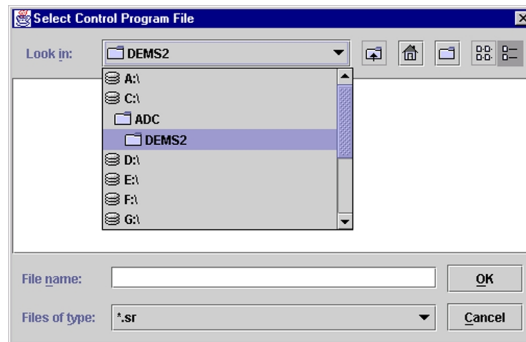 Select Control Program File
Look in: DEMS2
A:\
C:\
ADC
DEMS2
D:\
E:\
F:\
G:\
File name: OK
Files of type: *.sr Cancel